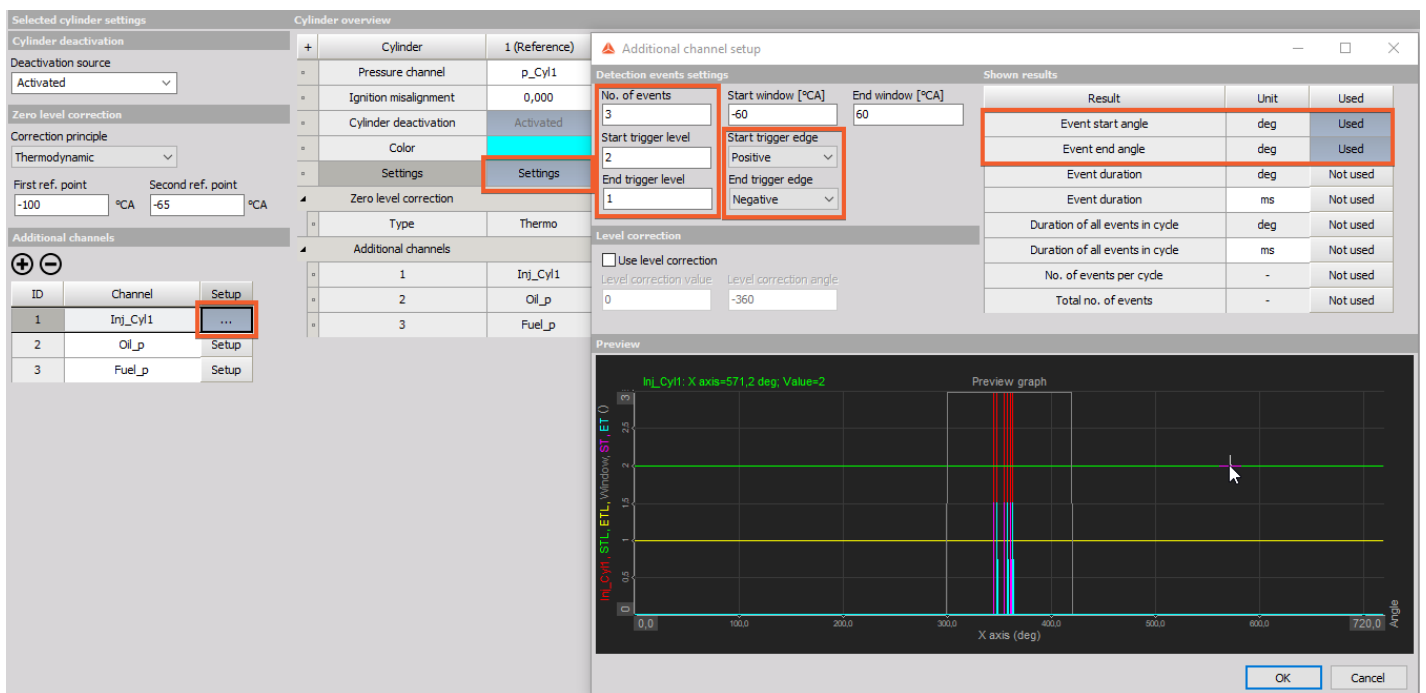 Selected cylinder settings
Cylinder deactivation
Deactivation source
Activated
Zero level correction
Correction principle
Thermodynamic
First ref. point Second ref. point
-100 ºCA -65 ºCA
Additional channels
ID Channel Setup
1 Inj_Cyl1 ...
2 Oil_p Setup
3 Fuel_p Setup
Cylinder overview
+ Cylinder 1 (Reference)
Pressure channel p_Cyl1
Ignition misalignment 0,000
Cylinder deactivation Activated
Color
Settings Settings
Zero level correction
Type Thermo
Additional channels
1 Inj_Cyl1
2 Oil_p
3 Fuel_p
Additional channel setup
Detection events settings
No. of events Start window [ºCA] End window [ºCA]
3 -60 60
Start trigger level Start trigger edge
2 Positive
End trigger level End trigger edge
1 Negative
Level correction
Use level correction
Level correction value Level correction angle
0 -360
Shown results
Result Unit Used
Event start angle deg Used
Event end angle deg Used
Event duration deg Not used
Event duration ms Not used
Duration of all events in cycle deg Not used
Duration of all events in cycle ms Not used
No. of events per cycle - Not used
Total no. of events - Not used
Preview
Inj_Cyl1: X axis=571,2 deg; Value=2 Preview graph
Inj_Cyl1, STL, ETL, Window, ST, ET ()
3
2,5
2
1,5
1
0,5
0
0,0 100,0 200,0 300,0 400,0 500,0 600,0 720,0
X axis (deg)
Angle
OK Cancel